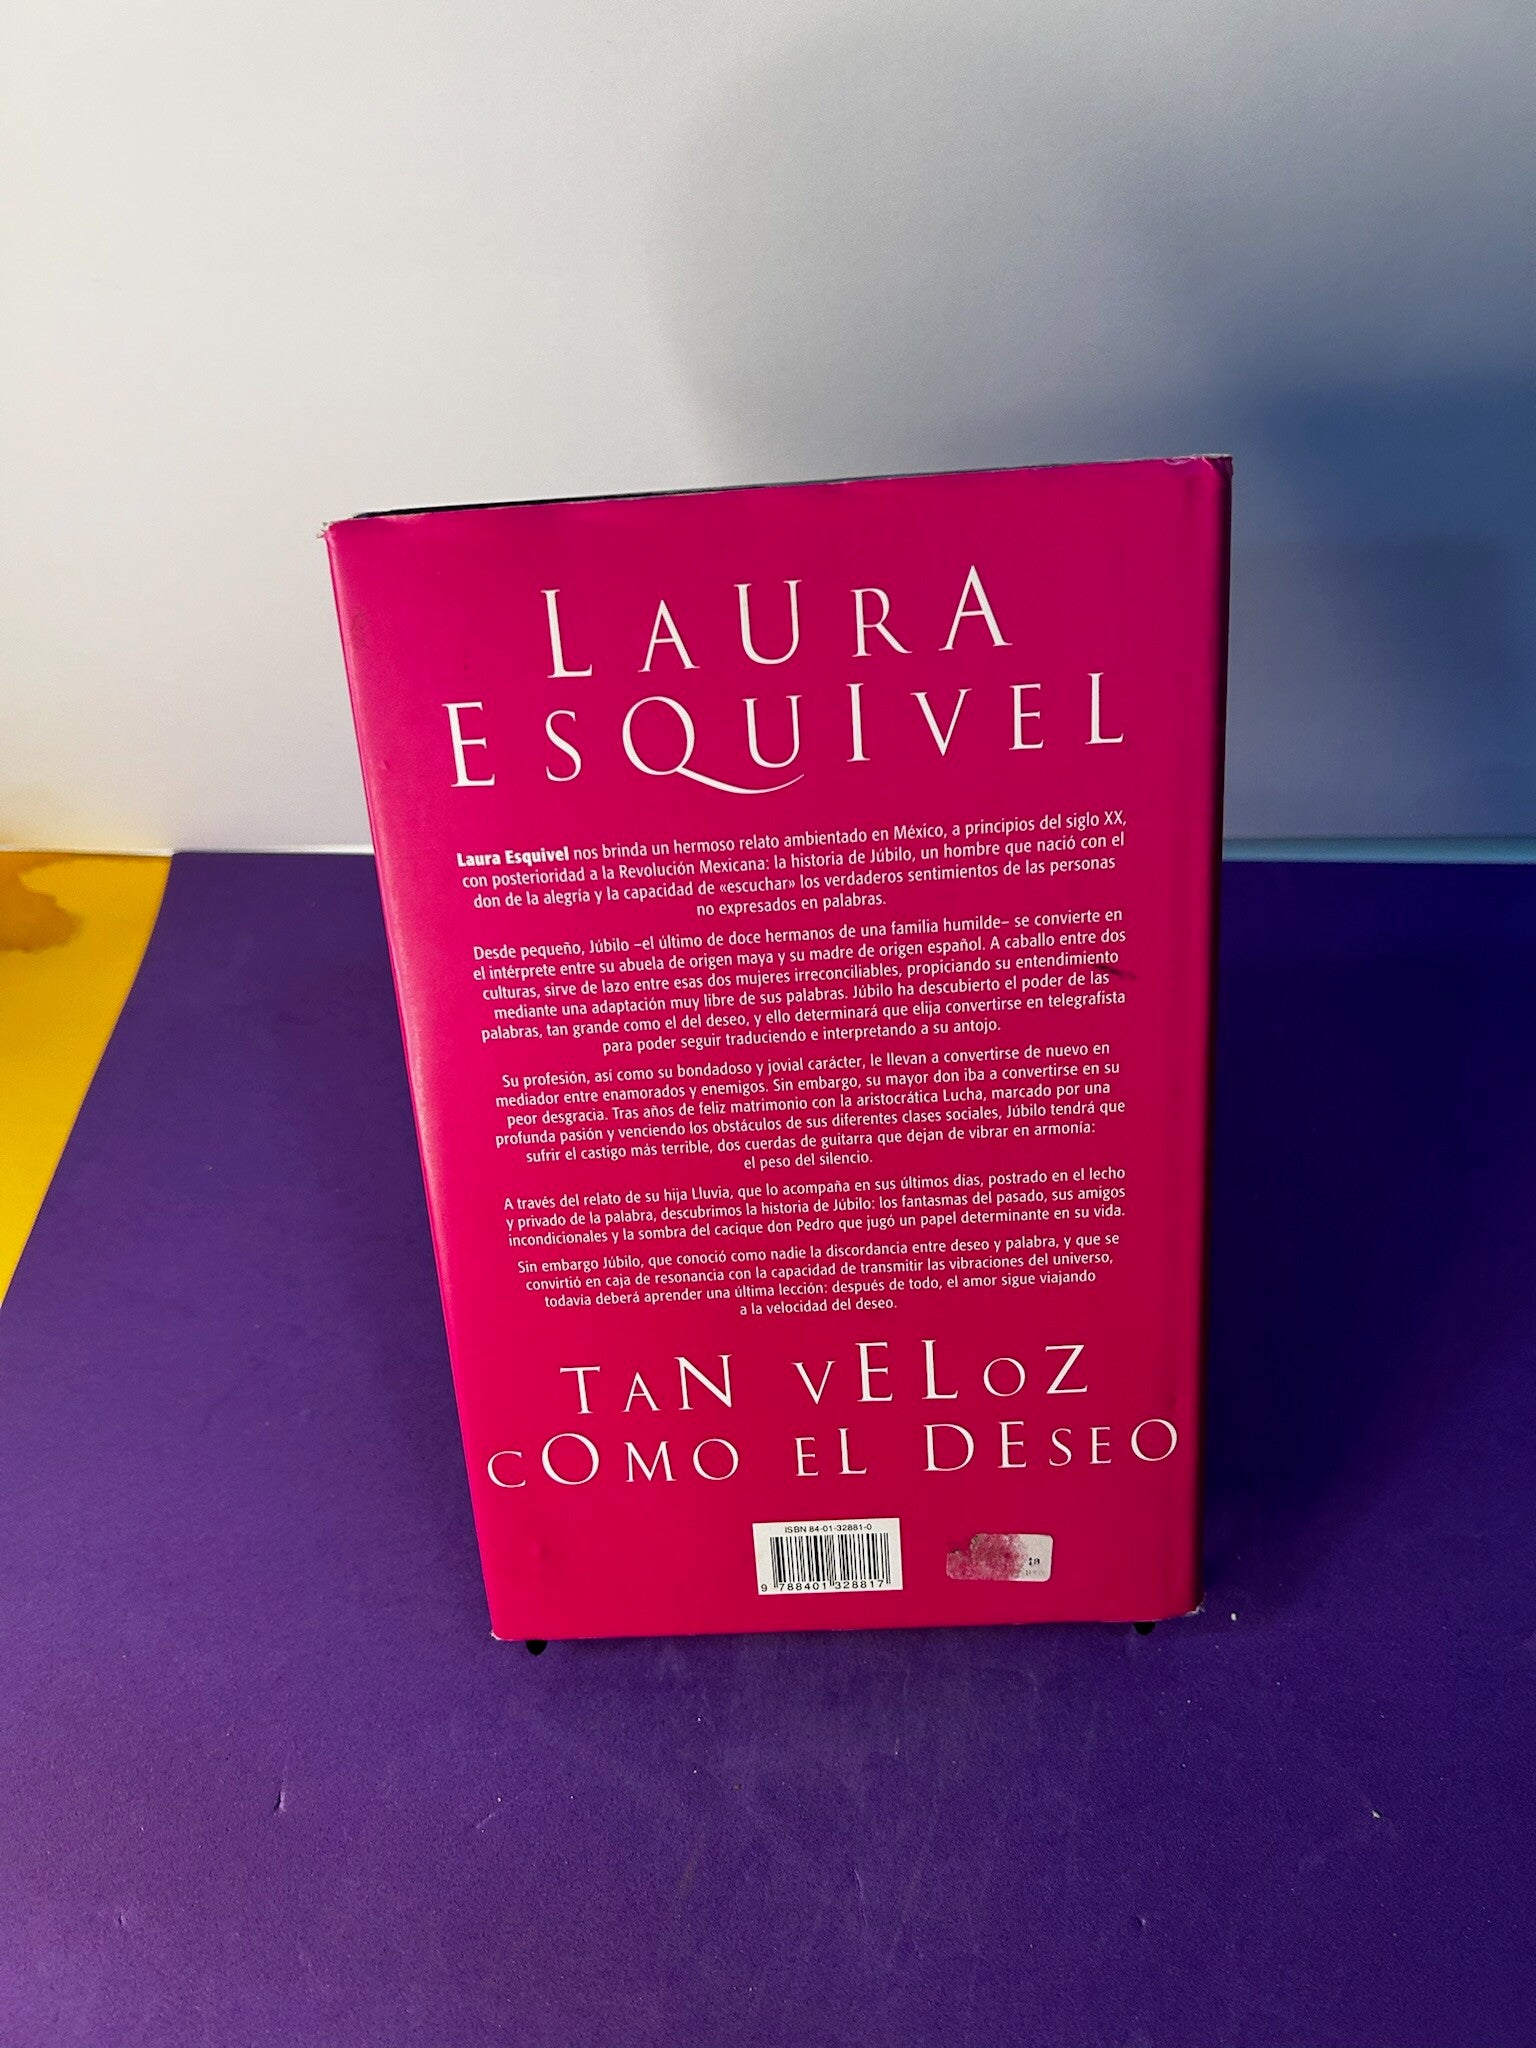 LAURA
ESQUIVEL
Laura Esquivel nos brinda un hermoso relato ambientado en México, a principios del siglo XX,
con posterioridad a la Revolución Mexicana: la historia de Júbilo, un hombre que nació con el
don de la alegría y la capacidad de «escuchar» los verdaderos sentimientos de las personas
no expresados en palabras.
Desde pequeño, Júbilo –el último de doce hermanos de una familia humilde– se convierte en
el intérprete entre su abuela de origen maya y su madre de origen español. A caballo entre dos
culturas, sirve de lazo entre esas dos mujeres irreconciliables, propiciando su entendimiento
mediante una adaptación muy libre de sus palabras. Júbilo ha descubierto el poder de las
palabras, tan grande como el del deseo, y ello determinará que elija convertirse en telegrafista
para poder seguir traduciendo e interpretando a su antojo.
Su profesión, así como su bondadoso y jovial carácter, le llevan a convertirse de nuevo en
mediador entre enamorados y enemigos. Sin embargo, su mayor don iba a convertirse en su
peor desgracia. Tras años de feliz matrimonio con la aristocrática Lucha, marcado por una
profunda pasión y venciendo los obstáculos de sus diferentes clases sociales, Júbilo tendrá que
sufrir el castigo más terrible, dos cuerdas de guitarra que dejan de vibrar en armonía:
el peso del silencio.
A través del relato de su hija Lluvia, que lo acompaña en sus últimos días, postrado en el lecho
y privado de la palabra, descubrimos la historia de Júbilo: los fantasmas del pasado, sus amigos
incondicionales y la sombra del cacique don Pedro que jugó un papel determinante en su vida.
Sin embargo Júbilo, que conoció como nadie la discordancia entre deseo y palabra, y que se
convirtió en caja de resonancia con la capacidad de transmitir las vibraciones del universo,
todavía deberá aprender una última lección: después de todo, el amor sigue viajando
a la velocidad del deseo.
TAN VELOZ
COMO EL DESEO
ISBN 84-01-32881-0
9 788401 328817